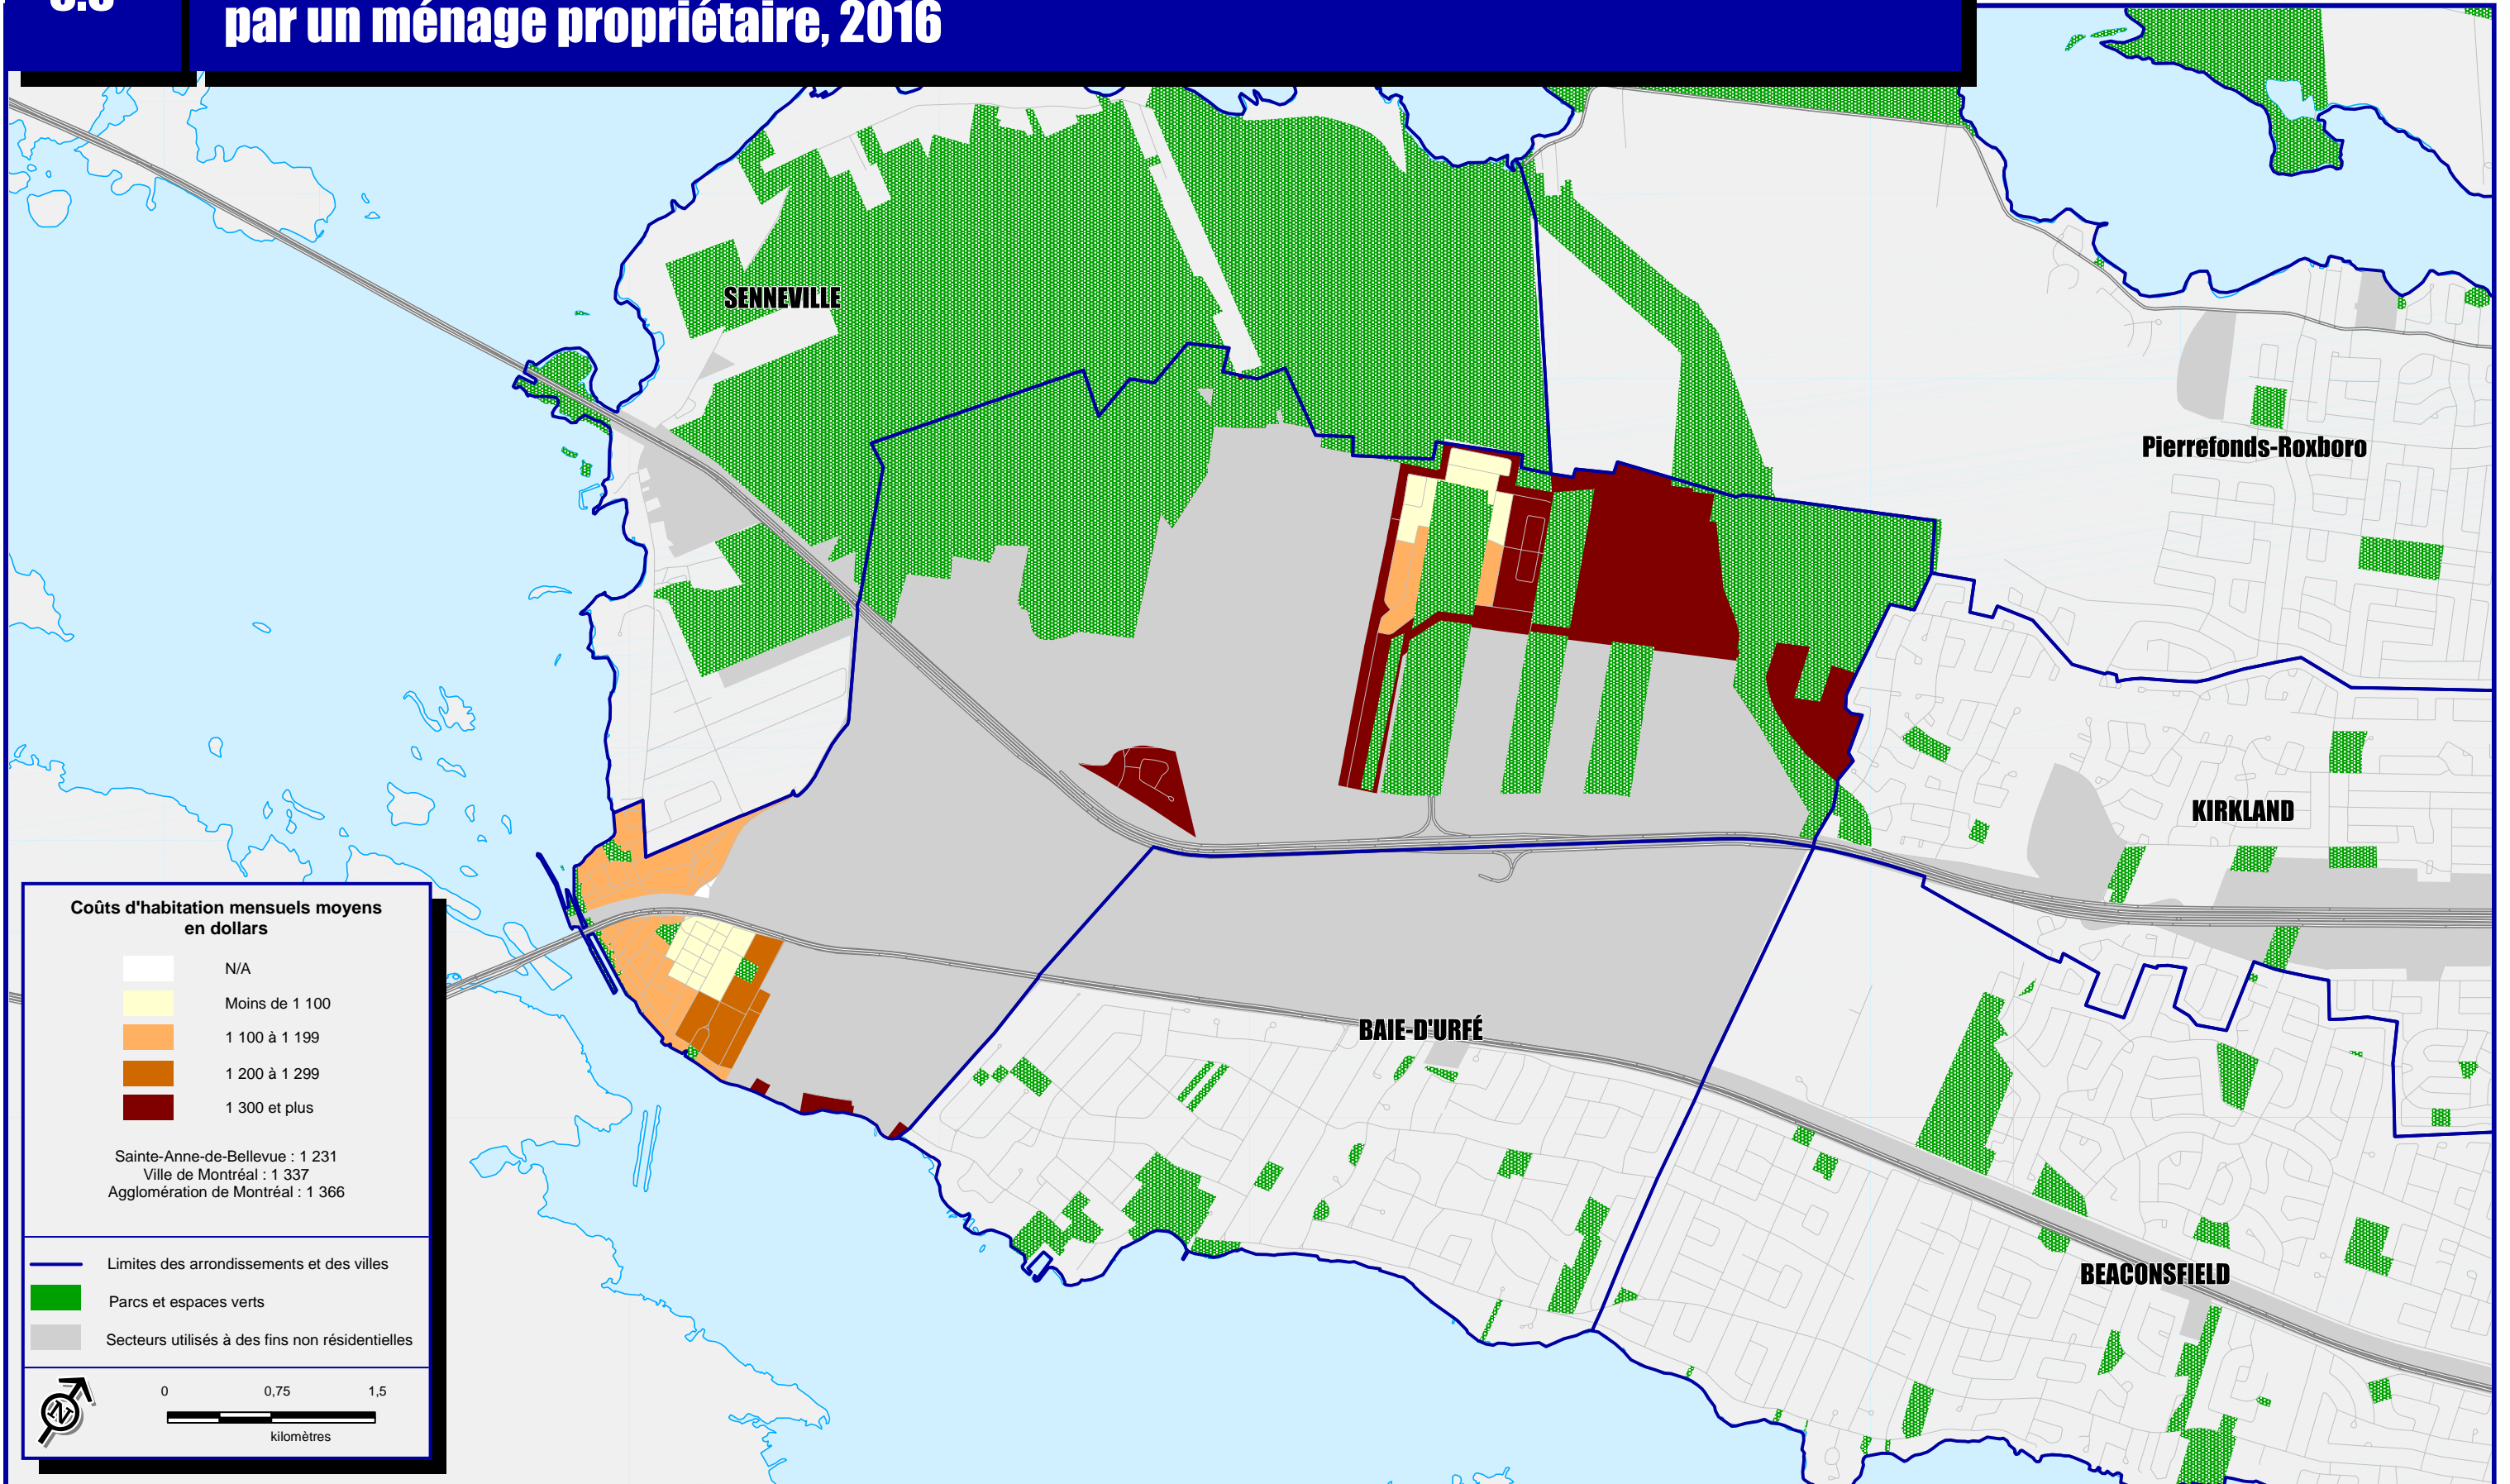 par un ménage propriétaire, 2016
SENNEVILLE
Pierrefonds-Roxboro
KIRKLAND
BAIE-D'URFÉ
BEACONSFIELD
Coûts d'habitation mensuels moyens
en dollars
N/A
Moins de 1 100
1 100 à 1 199
1 200 à 1 299
1 300 et plus
Sainte-Anne-de-Bellevue : 1 231
Ville de Montréal : 1 337
Agglomération de Montréal : 1 366
Limites des arrondissements et des villes
Parcs et espaces verts
Secteurs utilisés à des fins non résidentielles
N
0 0,75 1,5
kilomètres